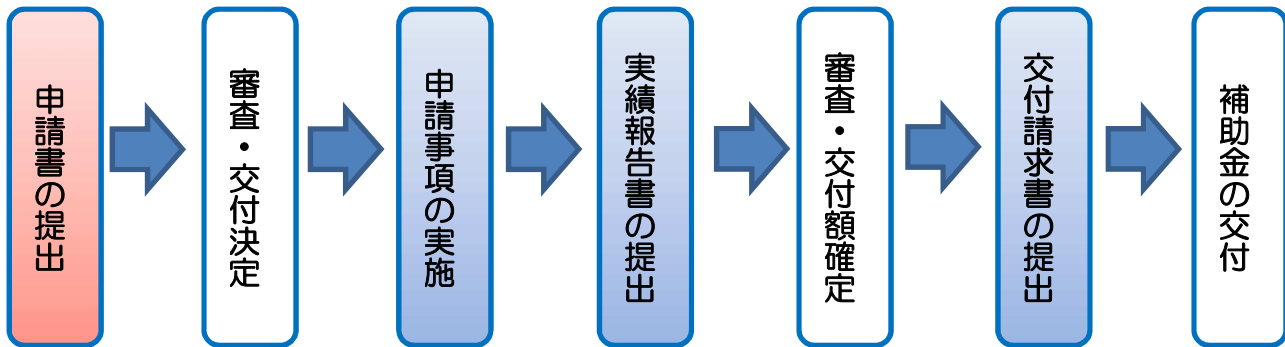 申請書の提出
審査・交付決定
申請事項の実施
実績報告書の提出
審査・交付額確定
交付請求書の提出
補助金の交付